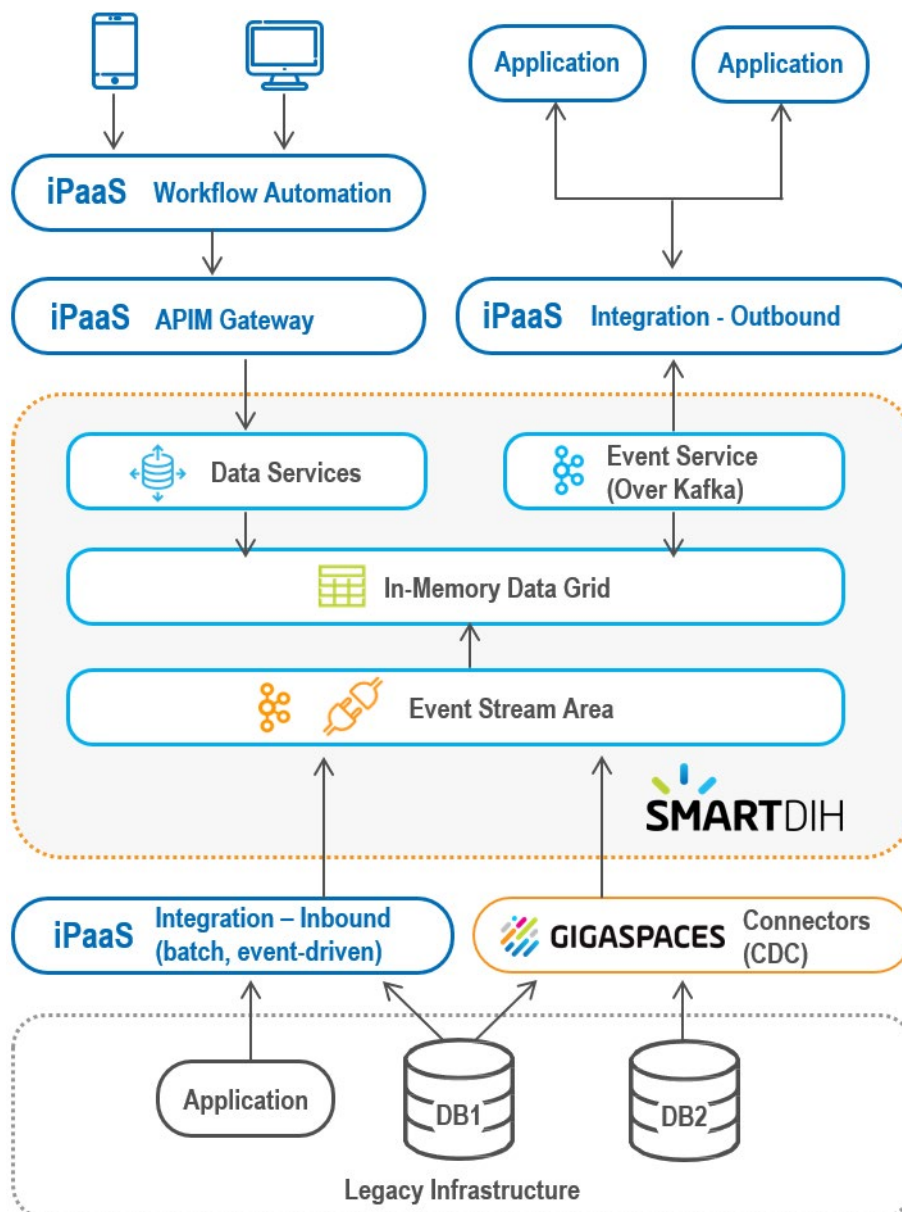 Application
Application
iPaaS Workflow Automation
iPaaS APIM Gateway
iPaaS Integration - Outbound
Data Services
Event Service
(Over Kafka)
In-Memory Data Grid
Event Stream Area
SMARTDIH
iPaaS Integration – Inbound
(batch, event-driven)
GIGASPACES Connectors
(CDC)
Application
DB1
DB2
Legacy Infrastructure